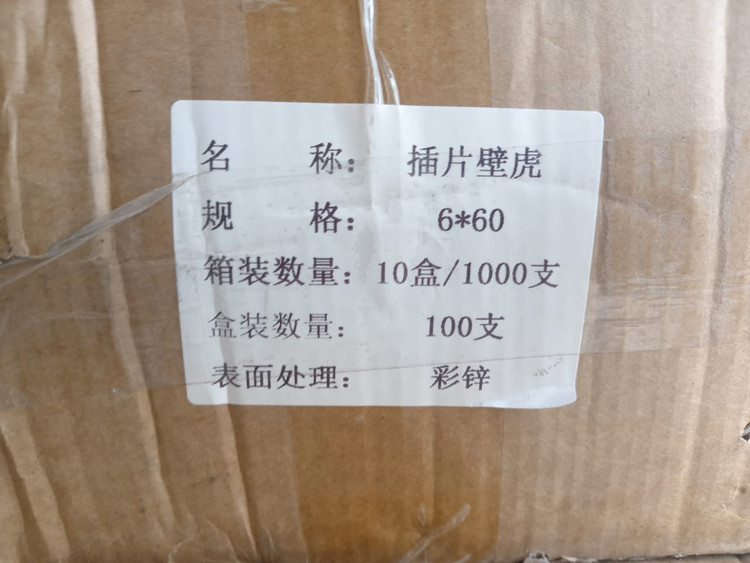 名 称：插片壁虎
规 格：6*60
箱装数量：10盒/1000支
盒装数量：100支
表面处理：彩锌